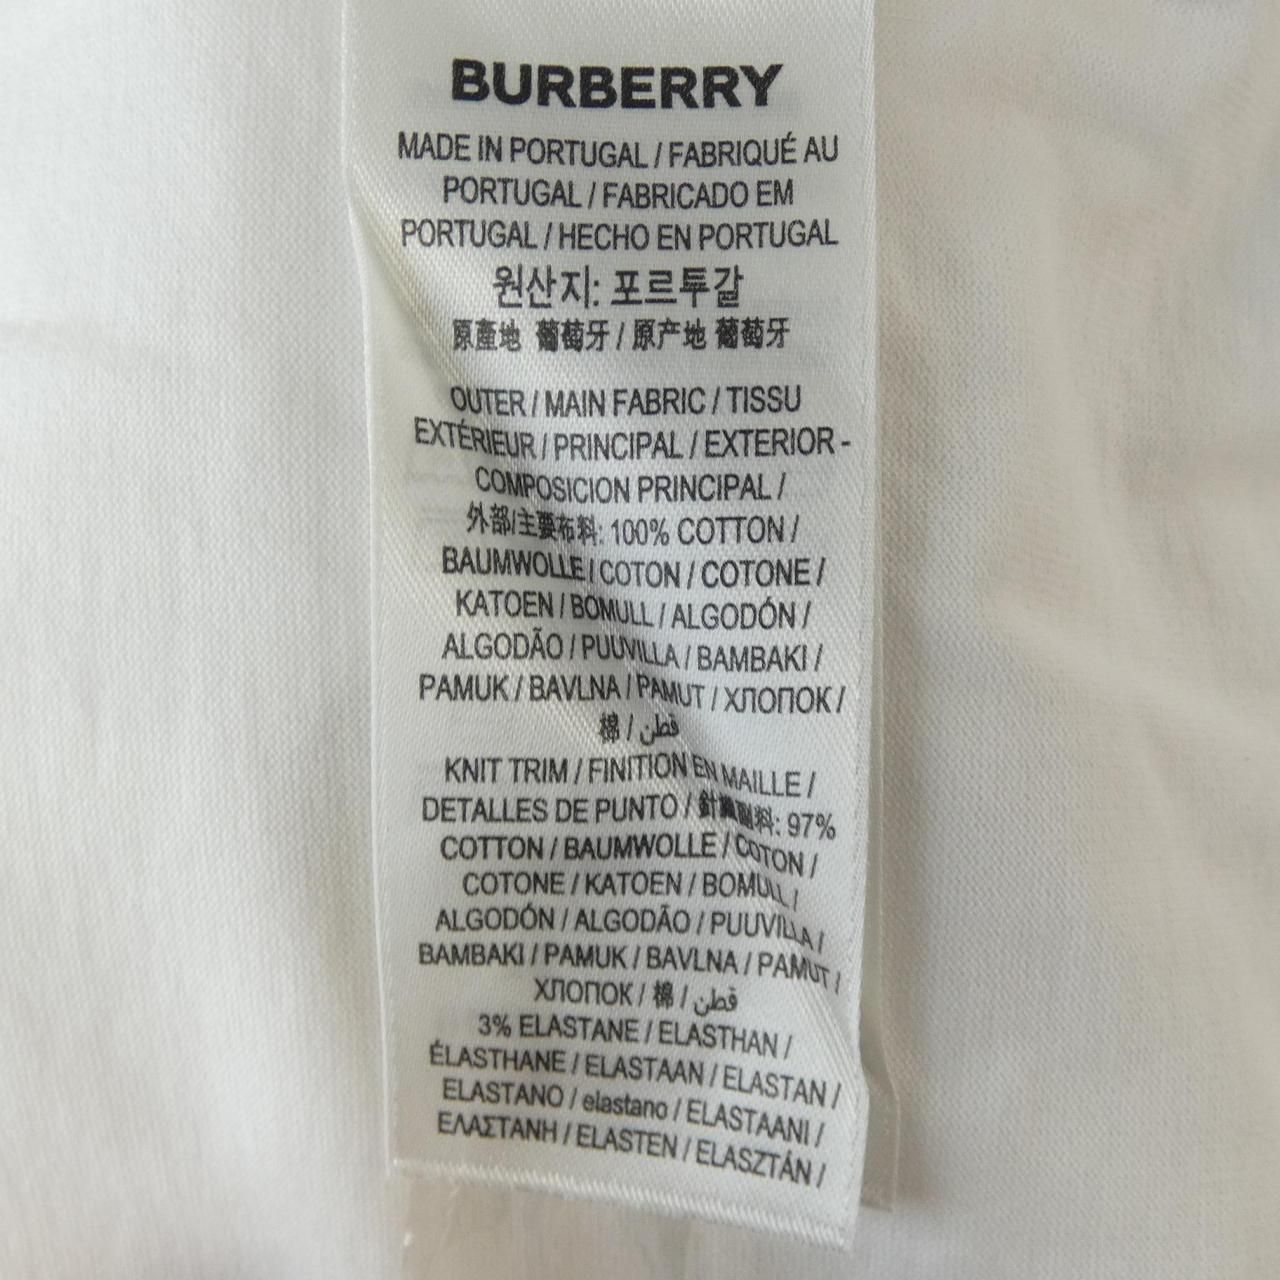 BURBERRY
MADE IN PORTUGAL / FABRIQUÉ AU
PORTUGAL / FABRICADO EM
PORTUGAL / HECHO EN PORTUGAL
원산지: 포르투갈
原產地 葡萄牙 / 原产地 葡萄牙
OUTER / MAIN FABRIC / TISSU
EXTÉRIEUR / PRINCIPAL / EXTERIOR -
COMPOSICION PRINCIPAL /
外部/主要布料: 100% COTTON /
BAUMWOLLE / COTON / COTONE /
KATOEN / BOMULL / ALGODÓN /
ALGODÃO / PUUVILLA / BAMBAKI /
PAMUK / BAVLNA / PAMUT / ХЛОПОК /
棉 / قطن
KNIT TRIM / FINITION EN MAILLE /
DETALLES DE PUNTO / 針織副料: 97%
COTTON / BAUMWOLLE / COTON /
COTONE / KATOEN / BOMULL /
ALGODÓN / ALGODÃO / PUUVILLA /
BAMBAKI / PAMUK / BAVLNA / PAMUT /
ХЛОПОК / 棉 / قطن
3% ELASTANE / ELASTHAN /
ÉLASTHANE / ELASTAAN / ELASTAN /
ELASTANO / elastano / ELASTAANI /
ΕΛΑΣΤΑΝΗ / ELASTEN / ELASZTÁN /